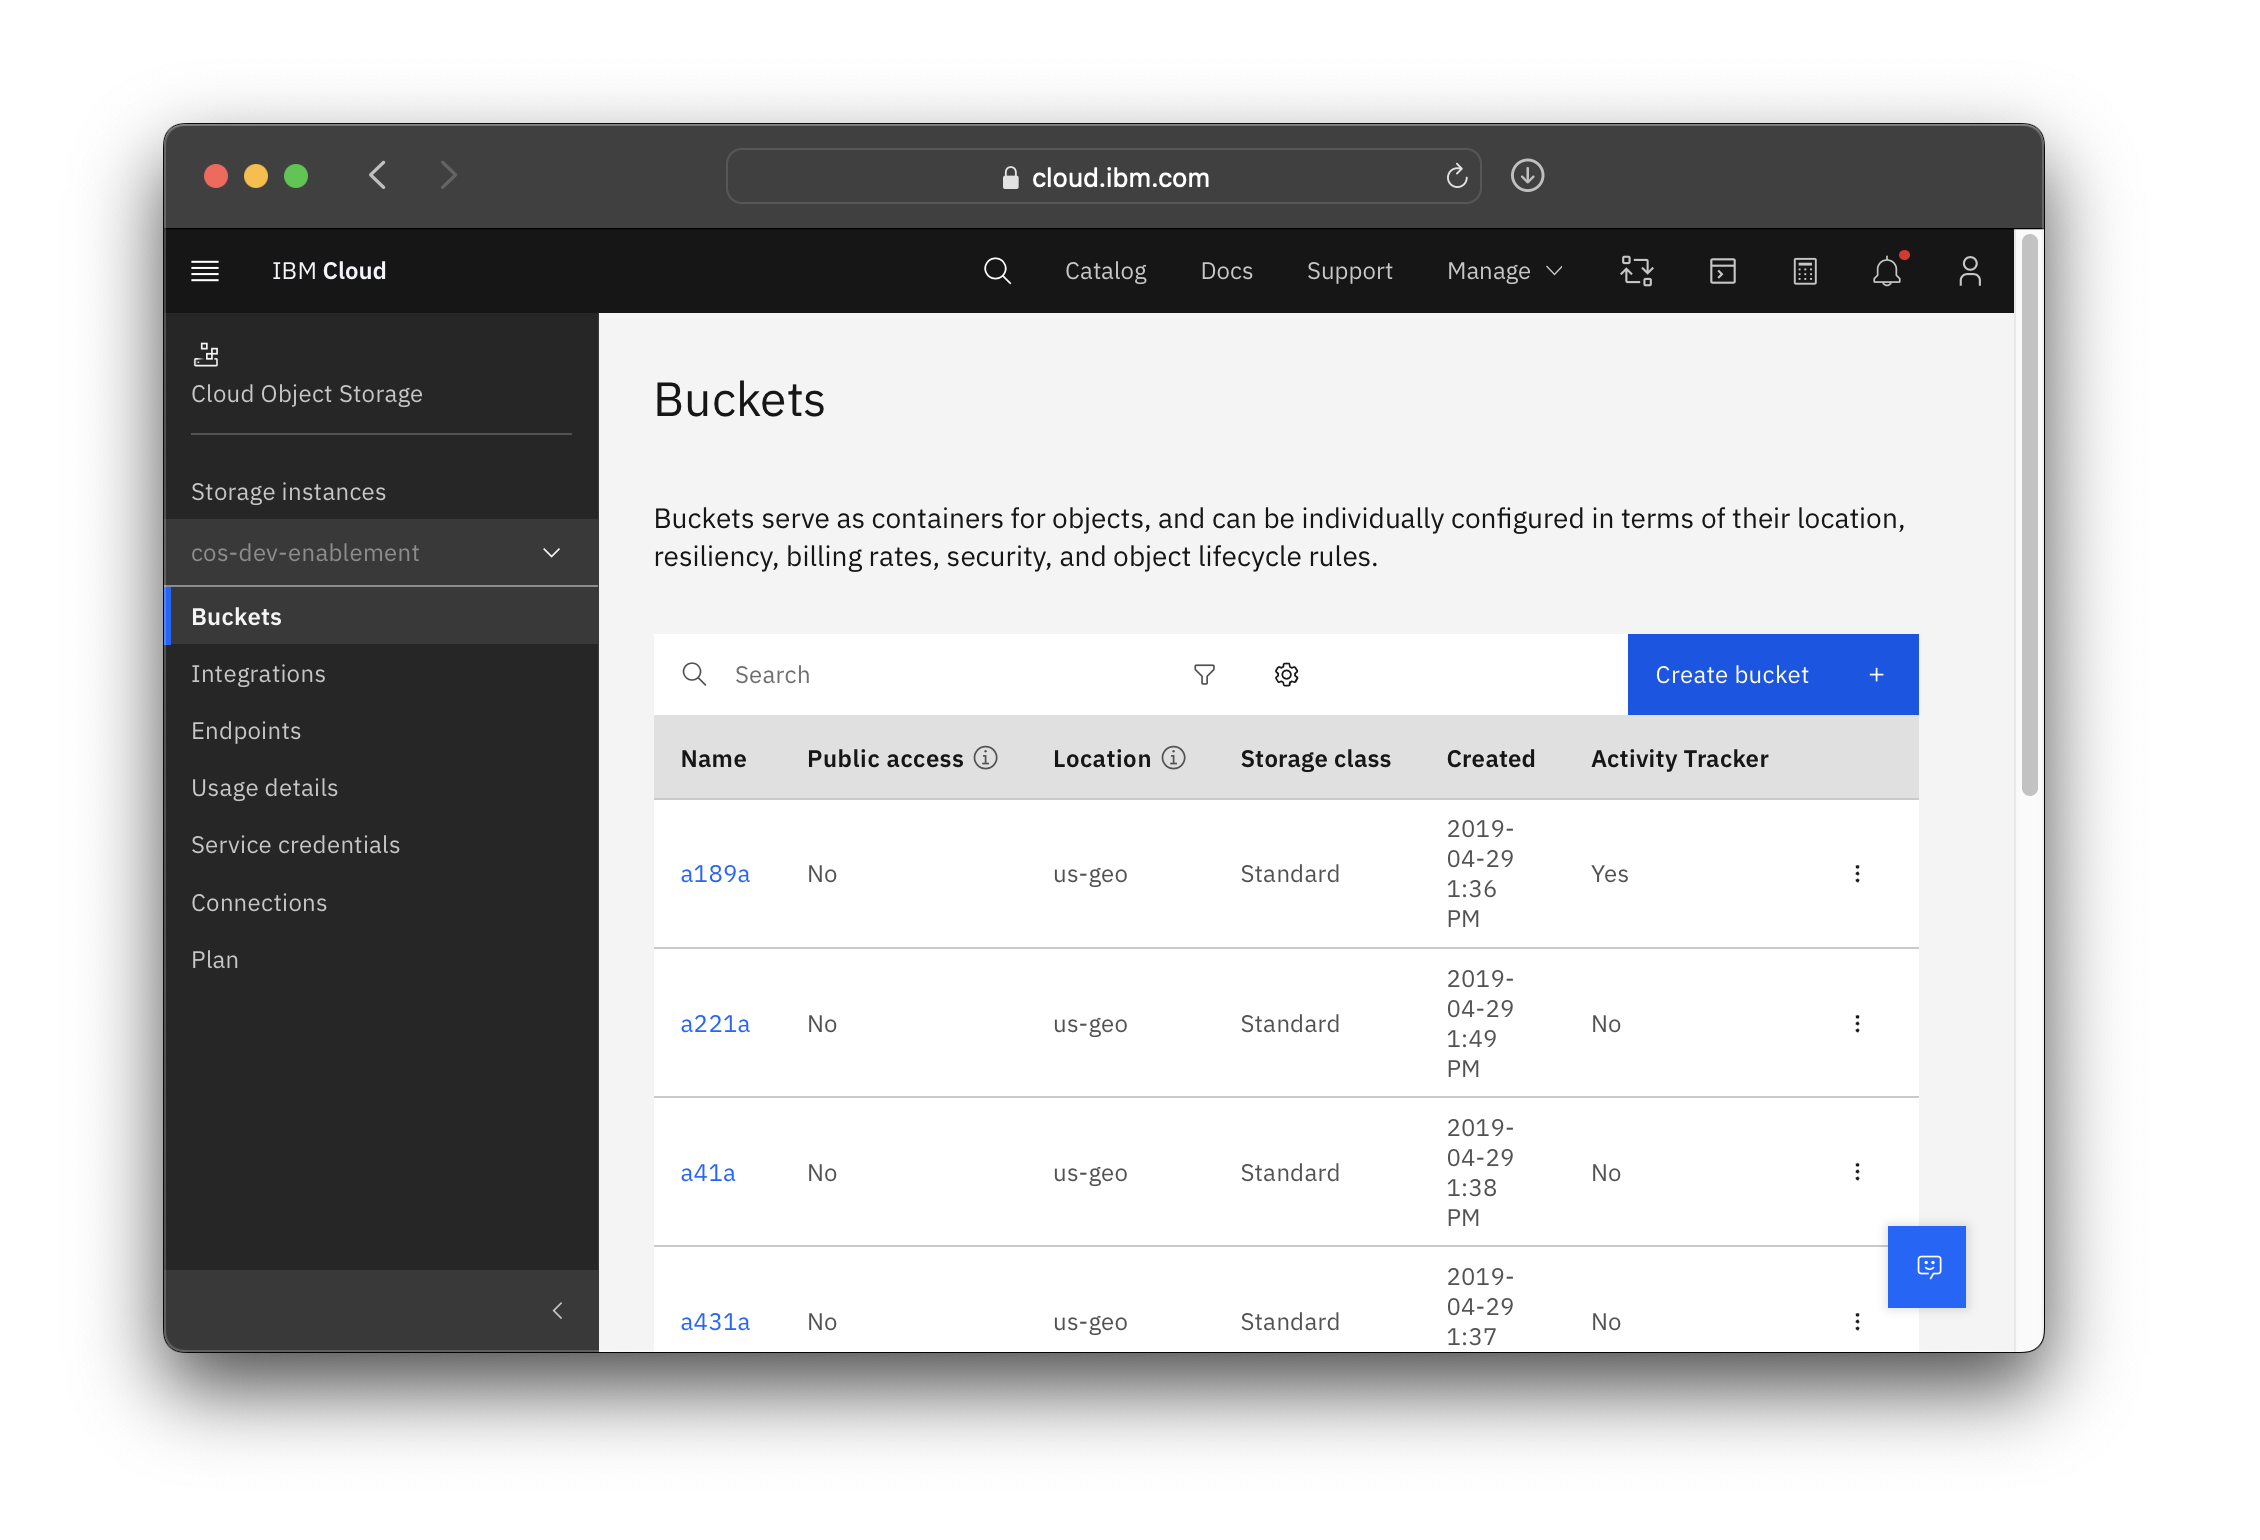 cloud.ibm.com
IBM Cloud
Catalog
Docs
Support
Manage
Cloud Object Storage
Storage instances
cos-dev-enablement
Buckets
Integrations
Endpoints
Usage details
Service credentials
Connections
Plan
Buckets
Buckets serve as containers for objects, and can be individually configured in terms of their location,
resiliency, billing rates, security, and object lifecycle rules.
Search
Create bucket +
Name Public access Location Storage class Created Activity Tracker
a189a No us-geo Standard 2019-
04-29
1:36
PM Yes
a221a No us-geo Standard 2019-
04-29
1:49
PM No
a41a No us-geo Standard 2019-
04-29
1:38
PM No
a431a No us-geo Standard 2019-
04-29
1:37 No